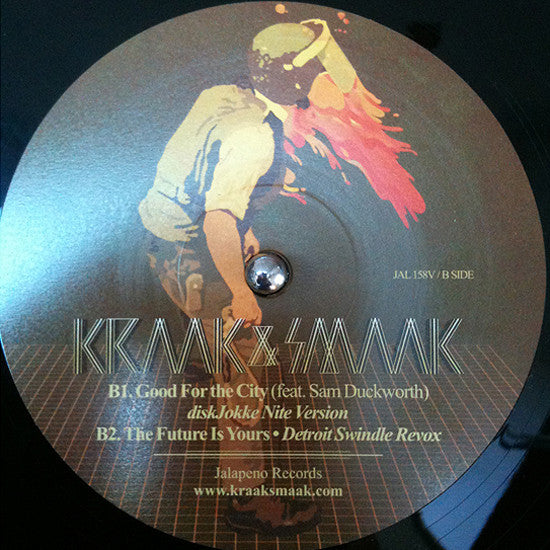 JAL 158V / B SIDE
KRAAK & SMAAK
B1. Good For the City (feat. Sam Duckworth)
diskJokke Nite Version
B2. The Future Is Yours • Detroit Swindle Revox
Jalapeno Records
www.kraaksmaak.com